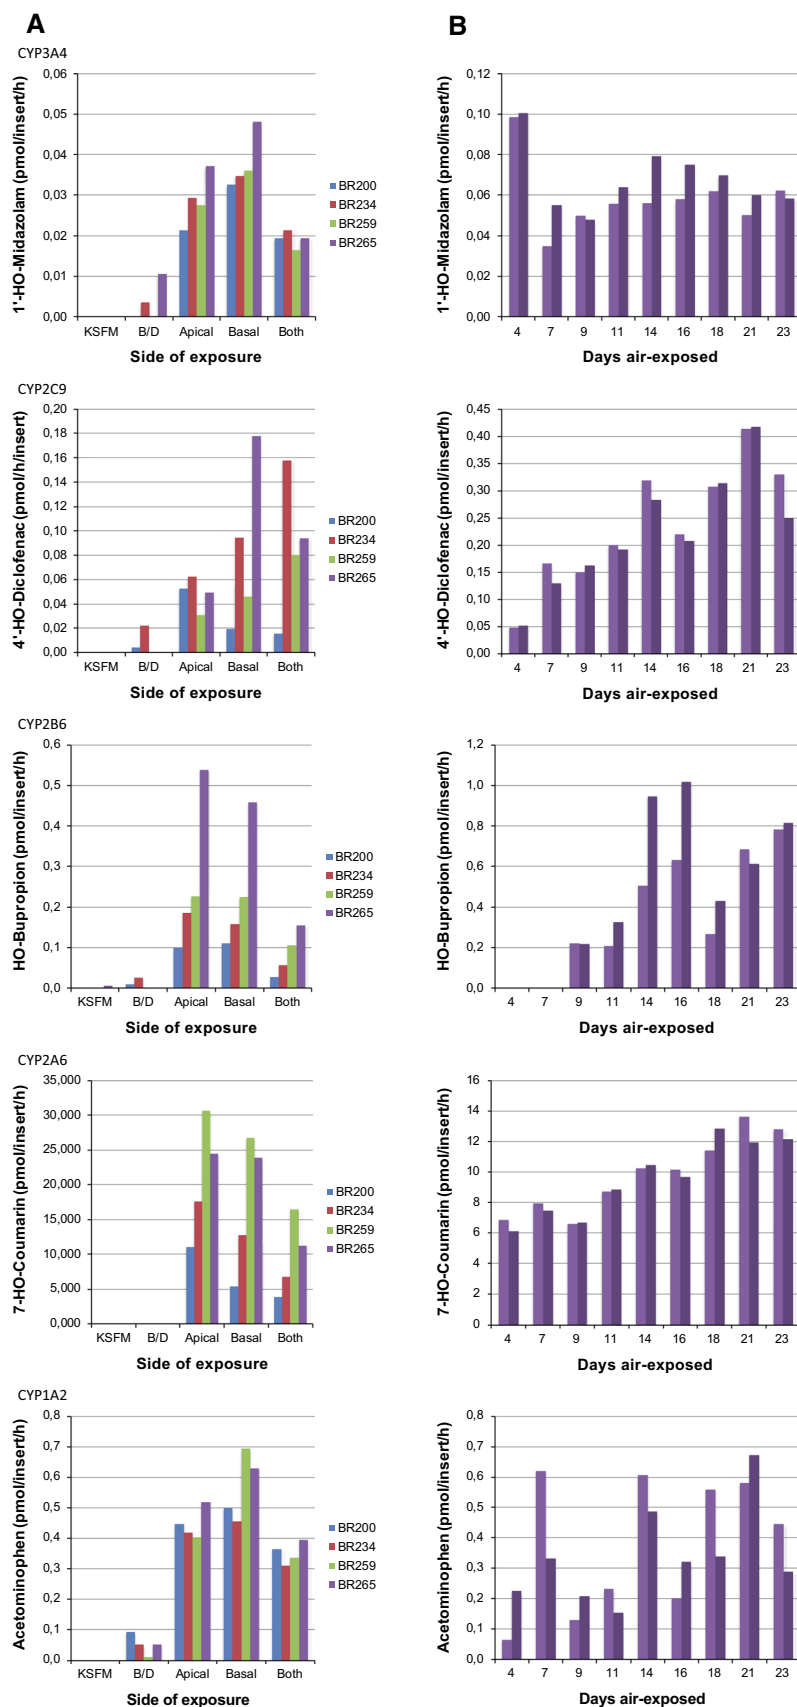 A
B
CYP3A4
1'-HO-Midazolam (pmol/insert/h)
0,06
0,05
0,04
0,03
0,02
0,01
0,00
KSFM B/D Apical Basal Both
Side of exposure
BR200
BR234
BR259
BR265
1'-HO-Midazolam (pmol/insert/h)
0,12
0,10
0,08
0,06
0,04
0,02
0,00
4 7 9 11 14 16 18 21 23
Days air-exposed
CYP2C9
4'-HO-Diclofenac (pmol/h/insert)
0,20
0,18
0,16
0,14
0,12
0,10
0,08
0,06
0,04
0,02
0,00
KSFM B/D Apical Basal Both
Side of exposure
BR200
BR234
BR259
BR265
4'-HO-Diclofenac (pmol/insert/h)
0,45
0,40
0,35
0,30
0,25
0,20
0,15
0,10
0,05
0,00
4 7 9 11 14 16 18 21 23
Days air-exposed
CYP2B6
HO-Bupropion (pmol/insert/h)
0,6
0,5
0,4
0,3
0,2
0,1
0,0
KSFM B/D Apical Basal Both
Side of exposure
BR200
BR234
BR259
BR265
HO-Bupropion (pmol/insert/h)
1,2
1,0
0,8
0,6
0,4
0,2
0,0
4 7 9 11 14 16 18 21 23
Days air-exposed
CYP2A6
7-HO-Coumarin (pmol/insert/h)
35,000
30,000
25,000
20,000
15,000
10,000
5,000
0,000
KSFM B/D Apical Basal Both
Side of exposure
BR200
BR234
BR259
BR265
7-HO-Coumarin (pmol/insert/h)
16
14
12
10
8
6
4
2
0
4 7 9 11 14 16 18 21 23
Days air-exposed
CYP1A2
Acetominophen (pmol/insert/h)
0,8
0,7
0,6
0,5
0,4
0,3
0,2
0,1
0,0
KSFM B/D Apical Basal Both
Side of exposure
BR200
BR234
BR259
BR265
Acetominophen (pmol/insert/h)
0,8
0,7
0,6
0,5
0,4
0,3
0,2
0,1
0,0
4 7 9 11 14 16 18 21 23
Days air-exposed